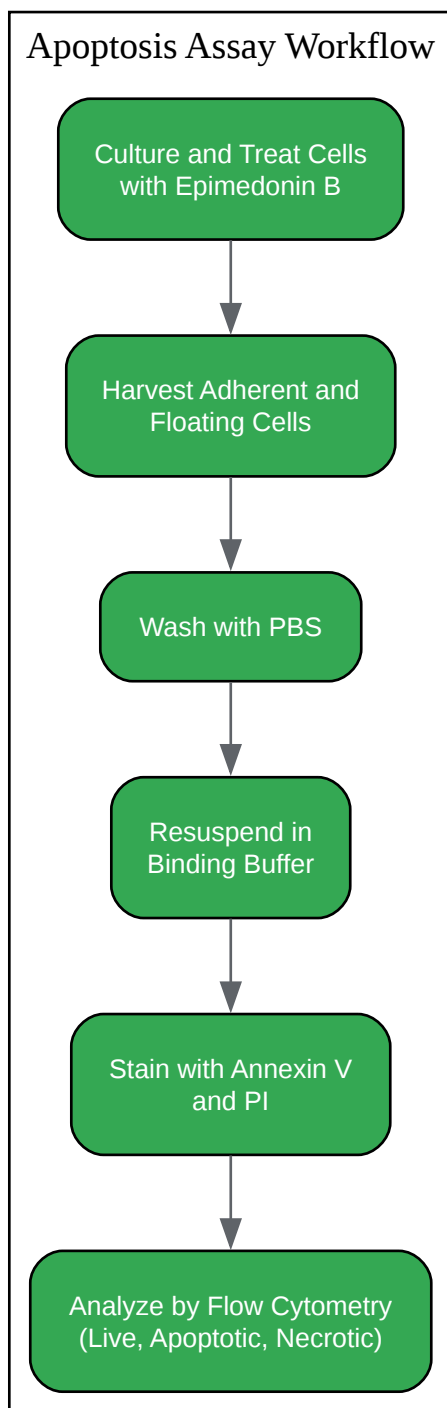 Apoptosis Assay Workflow
Culture and Treat Cells
with Epimedonin B
Harvest Adherent and
Floating Cells
Wash with PBS
Resuspend in
Binding Buffer
Stain with Annexin V
and PI
Analyze by Flow Cytometry
(Live, Apoptotic, Necrotic)